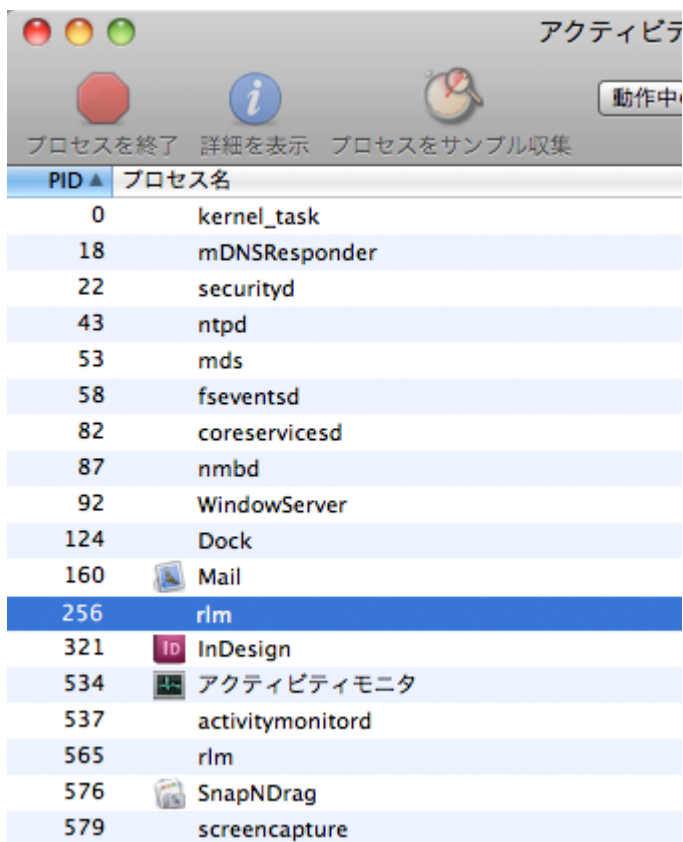 アクティビテ
動作中
プロセスを終了 詳細を表示 プロセスをサンプル収集
PID プロセス名
0 kernel_task
18 mDNSResponder
22 securityd
43 ntpd
53 mds
58 fseventsd
82 coreservicesd
87 nmbd
92 WindowServer
124 Dock
160 Mail
256 rlm
321 ID InDesign
534 アクティビティモニタ
537 activitymonitord
565 rlm
576 SnapNDrag
579 screencapture